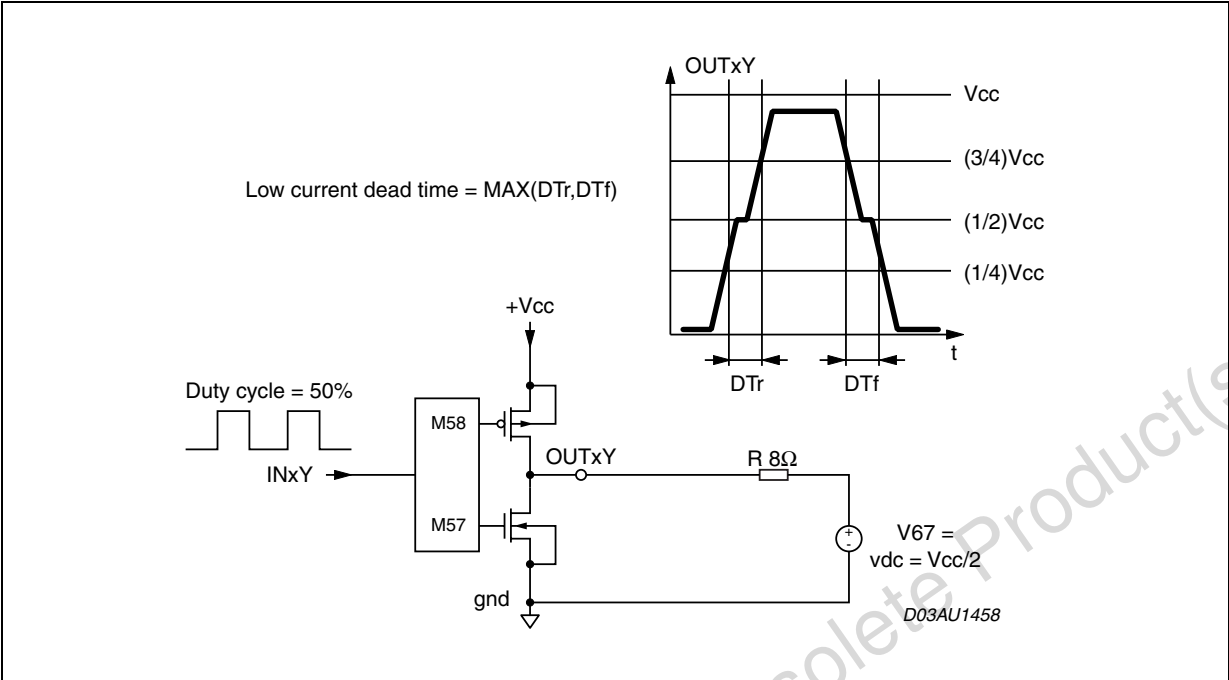 OUTxY
Vcc
(3/4)Vcc
Low current dead time = MAX(DTr,DTf)
(1/2)Vcc
(1/4)Vcc
+Vcc
t
DTr
DTf
Duty cycle = 50%
M58
OUTxY
R 8Ω
INxY
M57
+
-
V67 =
vdc = Vcc/2
gnd
D03AU1458
solete Product(s